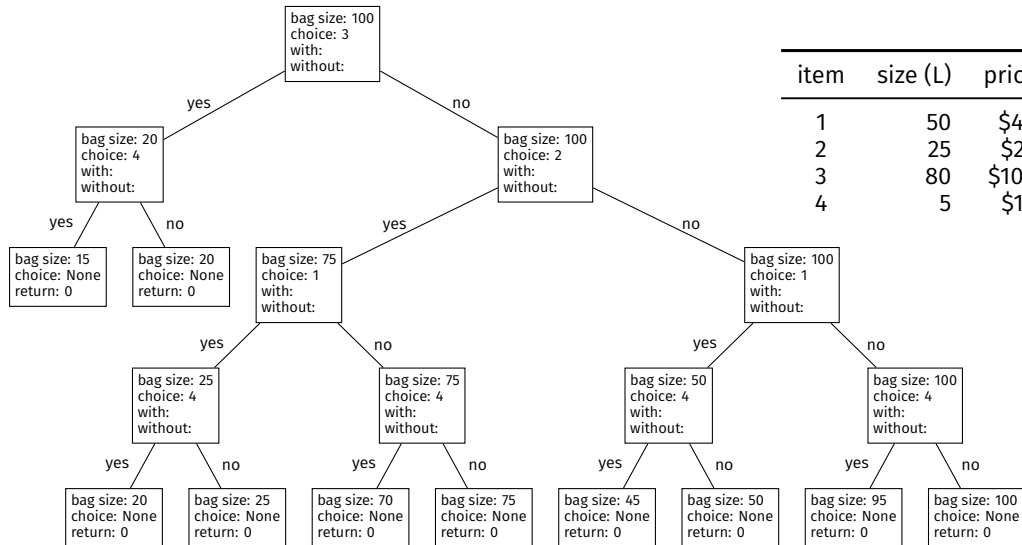 bag size: 100
choice: 3
with:
without:
item size (L) pric
1 50 $4
2 25 $2
3 80 $10
4 5 $1
yes
no
bag size: 20
choice: 4
with:
without:
bag size: 100
choice: 2
with:
without:
yes
no
yes
no
bag size: 15
choice: None
return: 0
bag size: 20
choice: None
return: 0
bag size: 75
choice: 1
with:
without:
bag size: 100
choice: 1
with:
without:
yes
no
yes
no
bag size: 25
choice: 4
with:
without:
bag size: 75
choice: 4
with:
without:
bag size: 50
choice: 4
with:
without:
bag size: 100
choice: 4
with:
without:
yes
no
yes
no
yes
no
yes
no
bag size: 20
choice: None
return: 0
bag size: 25
choice: None
return: 0
bag size: 70
choice: None
return: 0
bag size: 75
choice: None
return: 0
bag size: 45
choice: None
return: 0
bag size: 50
choice: None
return: 0
bag size: 95
choice: None
return: 0
bag size: 100
choice: None
return: 0